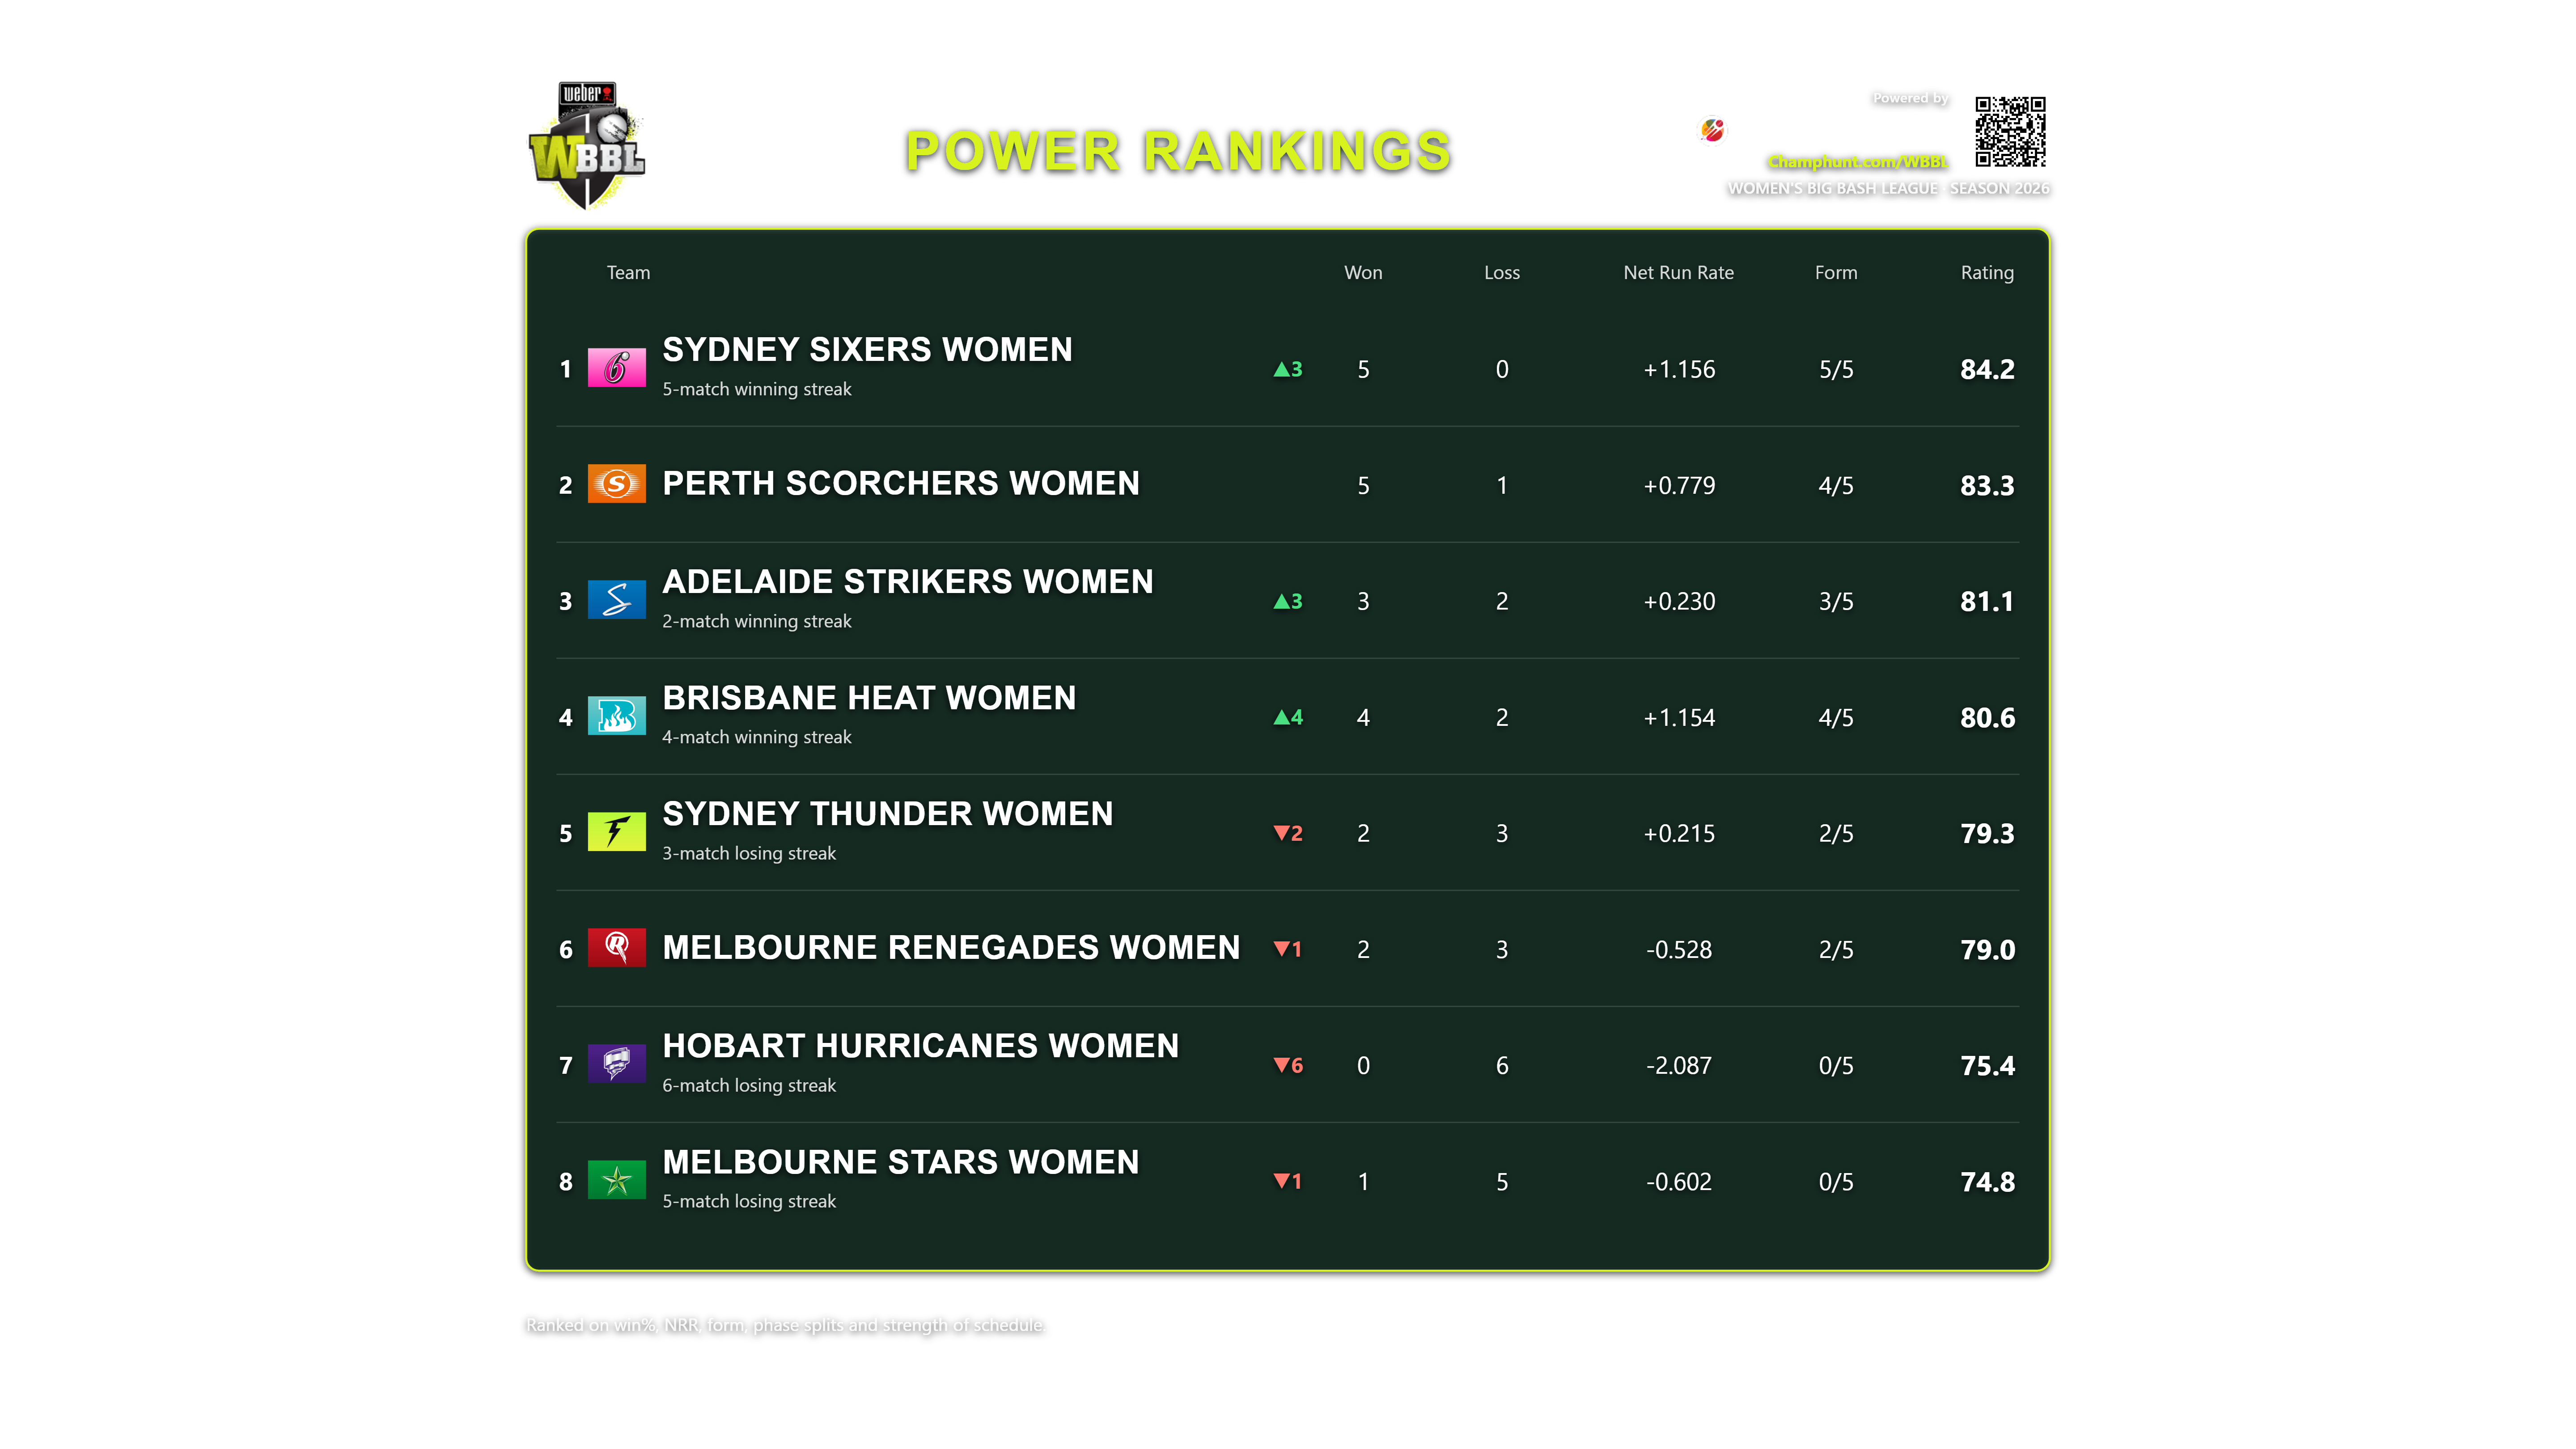 weber
WBBL
POWER RANKINGS
Powered by
Champhunt.com/WBBL
WOMEN'S BIG BASH LEAGUE · SEASON 2026
Team Won Loss Net Run Rate Form Rating
1 6 SYDNEY SIXERS WOMEN ▲3 5 0 +1.156 5/5 84.2
5-match winning streak
2 S PERTH SCORCHERS WOMEN 5 1 +0.779 4/5 83.3
3 S ADELAIDE STRIKERS WOMEN ▲3 3 2 +0.230 3/5 81.1
2-match winning streak
4 B BRISBANE HEAT WOMEN ▲4 4 2 +1.154 4/5 80.6
4-match winning streak
5 SYDNEY THUNDER WOMEN ▼2 2 3 +0.215 2/5 79.3
3-match losing streak
6 R MELBOURNE RENEGADES WOMEN ▼1 2 3 -0.528 2/5 79.0
7 HOBART HURRICANES WOMEN ▼6 0 6 -2.087 0/5 75.4
6-match losing streak
8 MELBOURNE STARS WOMEN ▼1 1 5 -0.602 0/5 74.8
5-match losing streak
Ranked on win%, NRR, form, phase splits and strength of schedule.